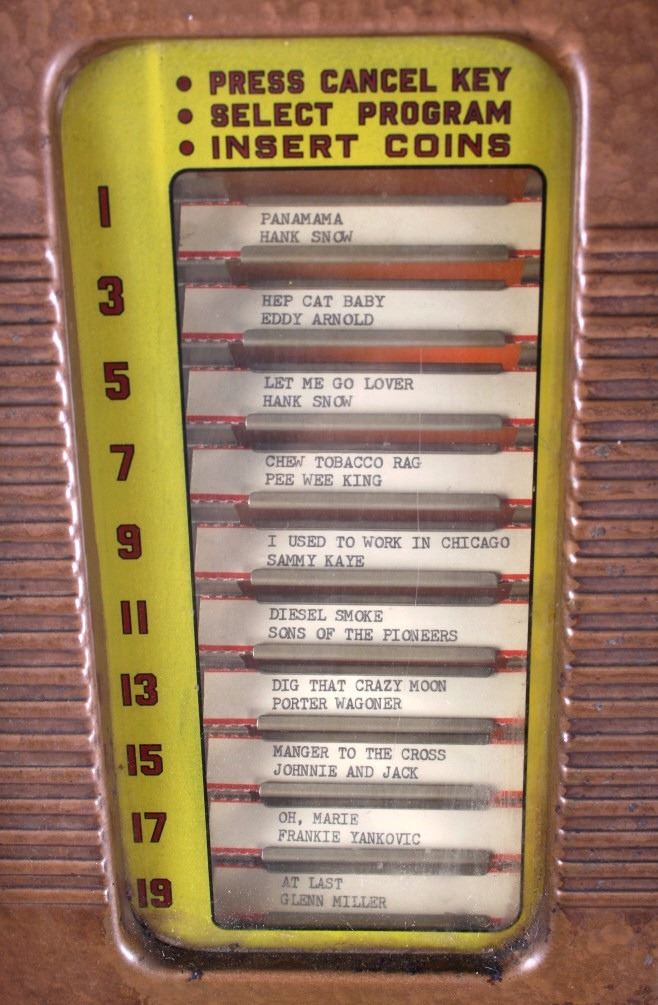 • PRESS CANCEL KEY
• SELECT PROGRAM
• INSERT COINS
1
PANAMAMA
HANK SNOW
3
HEP CAT BABY
EDDY ARNOLD
5
LET ME GO LOVER
HANK SNOW
7
CHEW TOBACCO RAG
PEE WEE KING
9
I USED TO WORK IN CHICAGO
SAMMY KAYE
11
DIESEL SMOKE
SONS OF THE PIONEERS
13
DIG THAT CRAZY MOON
PORTER WAGONER
15
MANGER TO THE CROSS
JOHNNIE AND JACK
17
OH, MARIE
FRANKIE YANKOVIC
19
AT LAST
GLENN MILLER